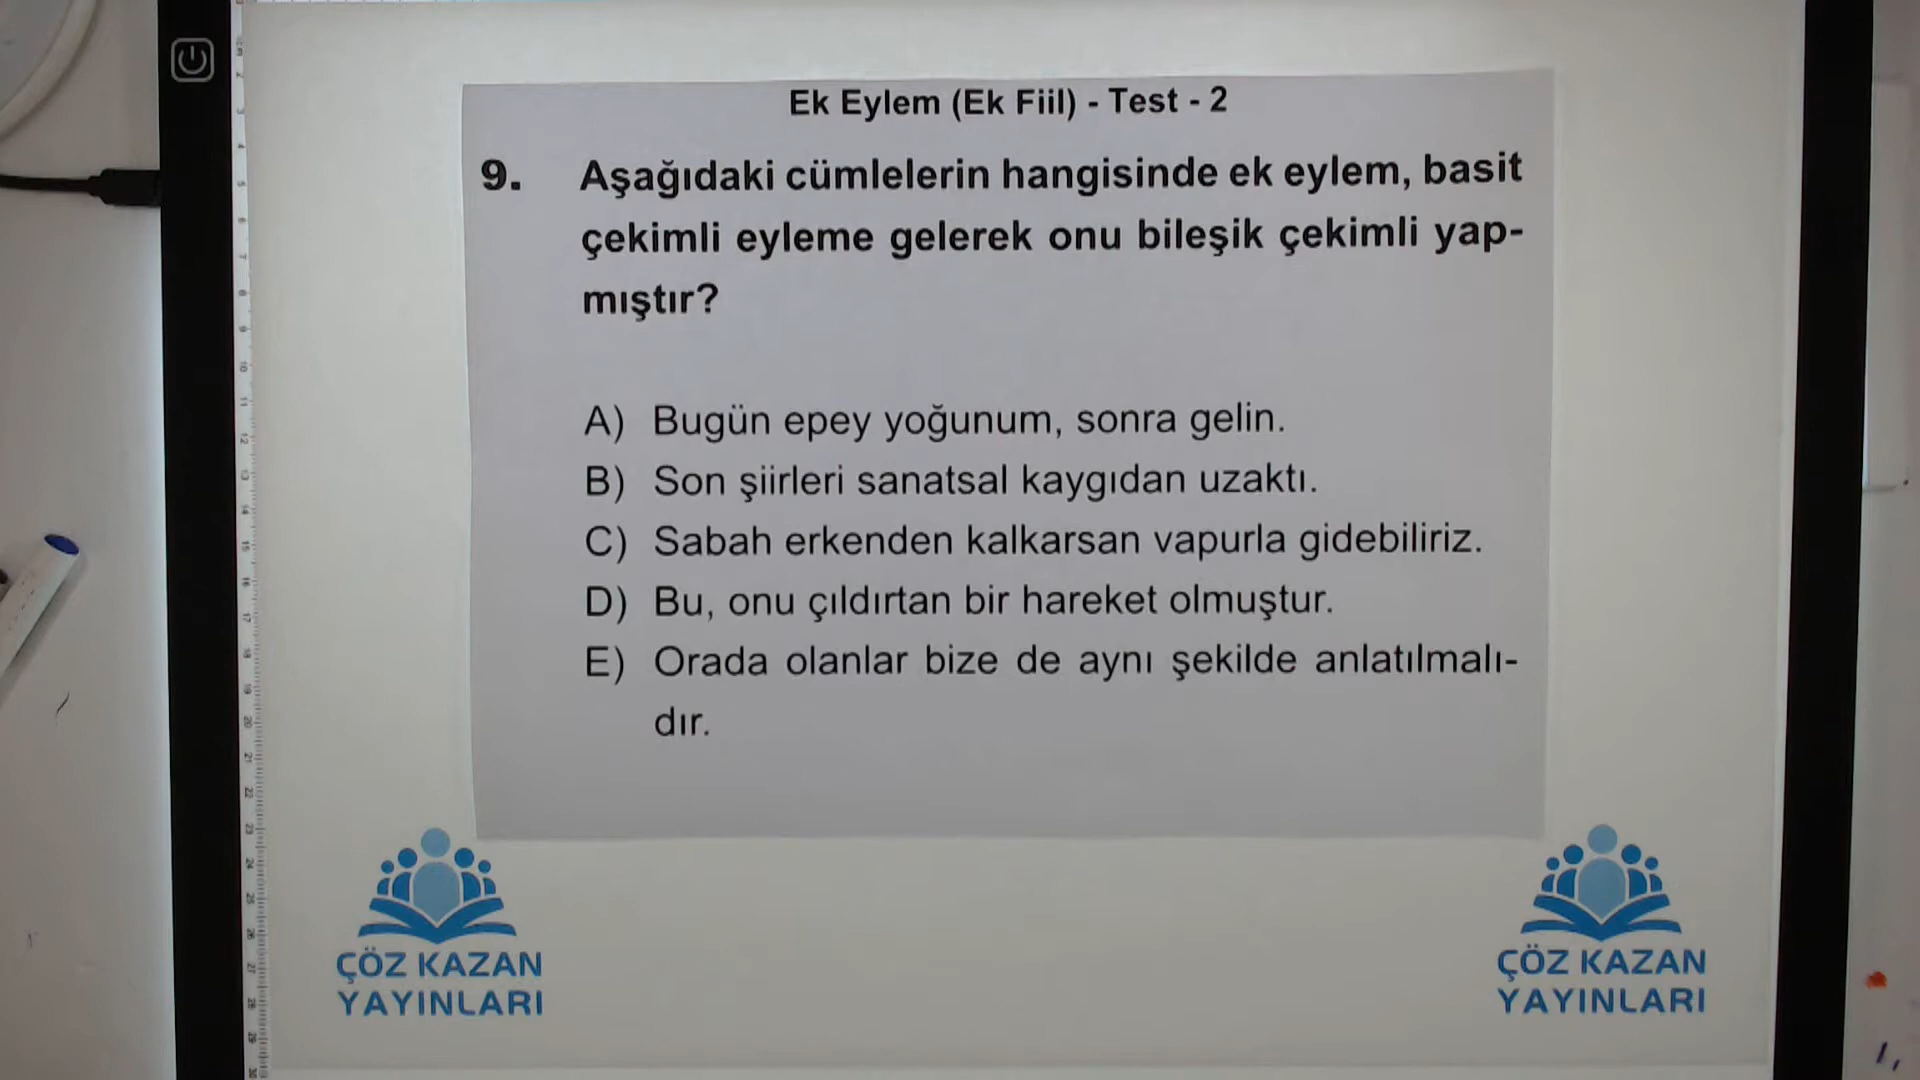 Ek Eylem (Ek Fiil) - Test - 2
9. Aşağıdaki cümlelerin hangisinde ek eylem, basit
çekimli eyleme gelerek onu bileşik çekimli yap-
mıştır?
A) Bugün epey yoğunum, sonra gelin.
B) Son şiirleri sanatsal kaygıdan uzaktı.
C) Sabah erkenden kalkarsan vapurla gidebiliriz.
D) Bu, onu çıldırtan bir hareket olmuştur.
E) Orada olanlar bize de aynı şekilde anlatılmalı-
dır.
ÇÖZ KAZAN
YAYINLARI
ÇÖZ KAZAN
YAYINLARI